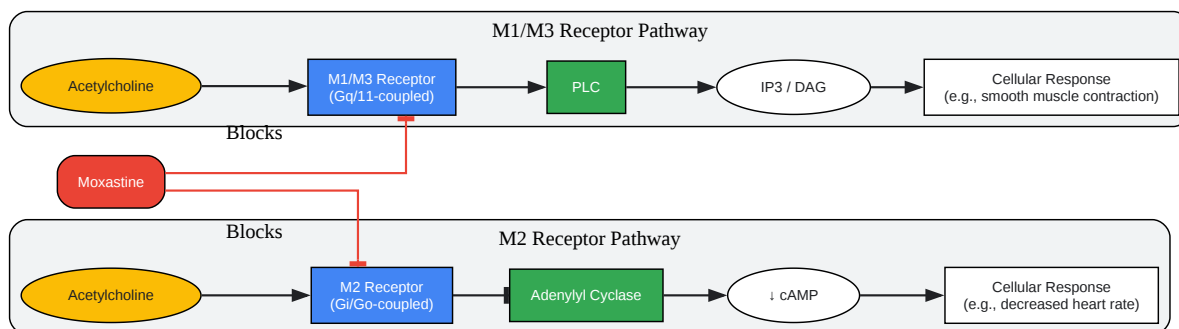 M1/M3 Receptor Pathway
Acetylcholine
M1/M3 Receptor
(Gq/11-coupled)
PLC
IP3 / DAG
Cellular Response
(e.g., smooth muscle contraction)
Blocks
Moxastine
Blocks
M2 Receptor Pathway
Acetylcholine
M2 Receptor
(Gi/Go-coupled)
Adenylyl Cyclase
↓ cAMP
Cellular Response
(e.g., decreased heart rate)